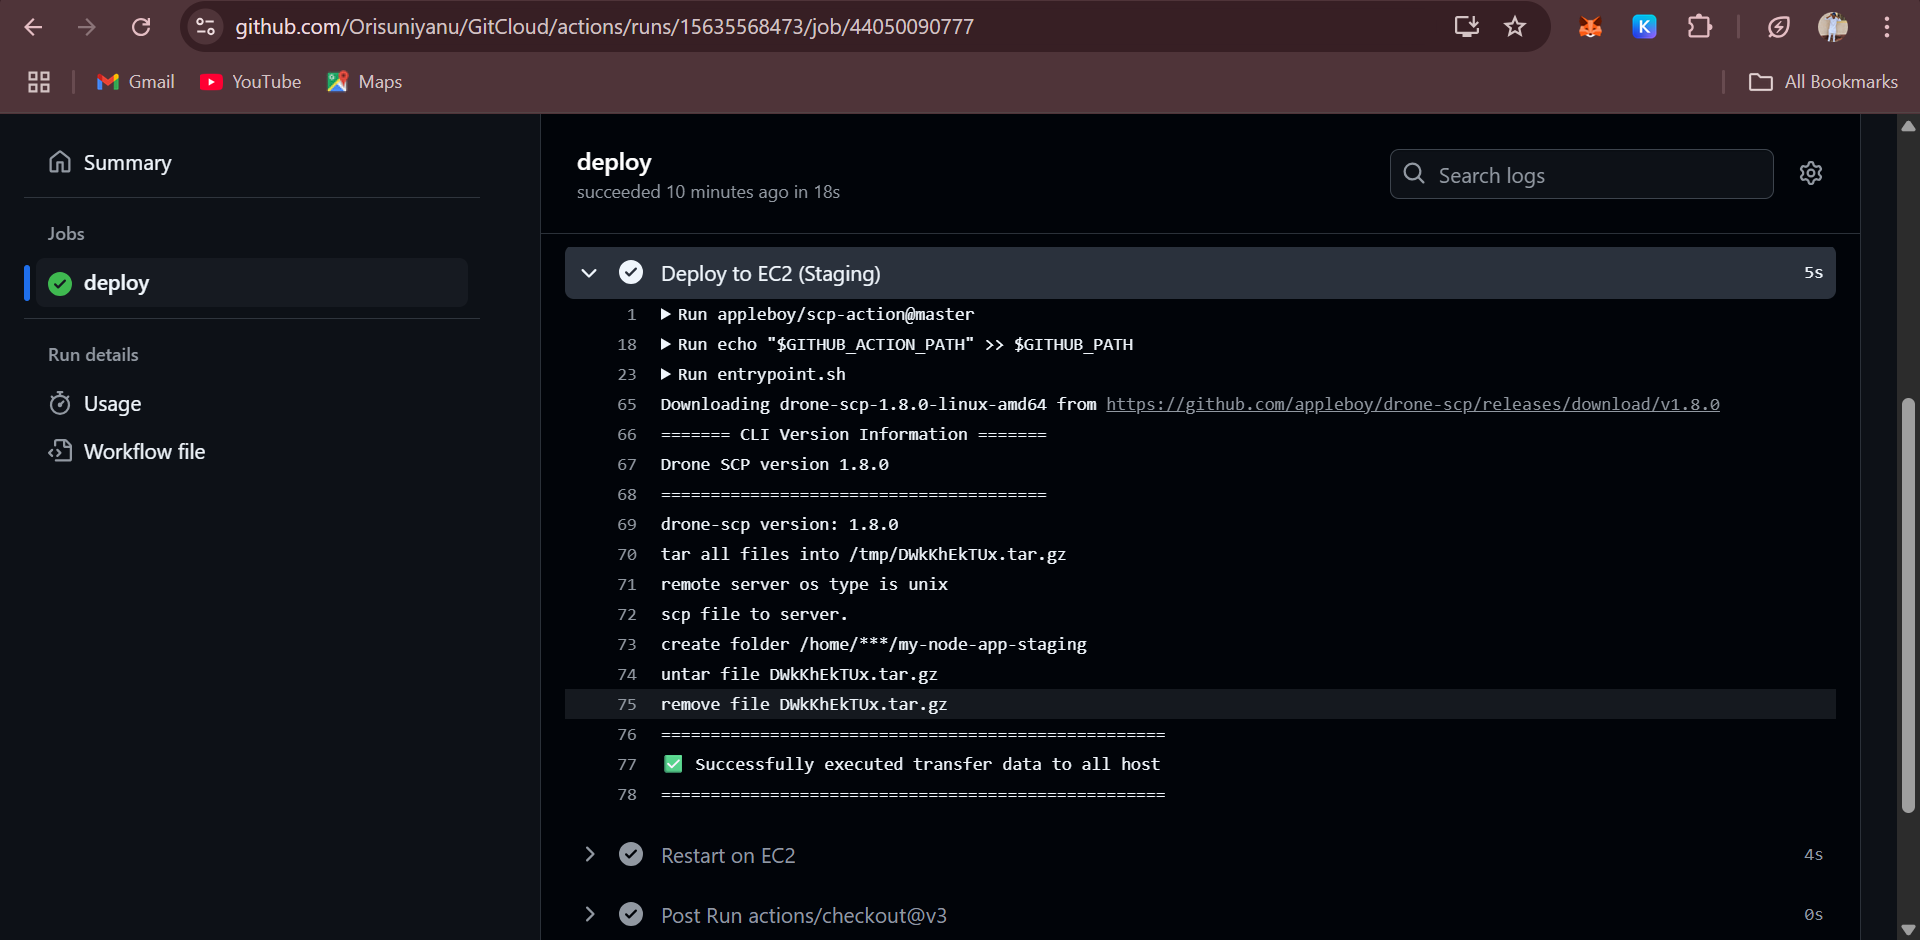 github.com/Orisuniyanu/GitCloud/actions/runs/15635568473/job/44050090777
K
Gmail
YouTube
Maps
All Bookmarks
Summary
Jobs
deploy
Run details
Usage
Workflow file
deploy
succeeded 10 minutes ago in 18s
Search logs
Deploy to EC2 (Staging) 5s
1 Run appleboy/scp-action@master
18 Run echo "$GITHUB_ACTION_PATH" >> $GITHUB_PATH
23 Run entrypoint.sh
65 Downloading drone-scp-1.8.0-linux-amd64 from https://github.com/appleboy/drone-scp/releases/download/v1.8.0
66 ======= CLI Version Information =======
67 Drone SCP version 1.8.0
68 =======================================
69 drone-scp version: 1.8.0
70 tar all files into /tmp/DWkKhEkTUx.tar.gz
71 remote server os type is unix
72 scp file to server.
73 create folder /home/***/my-node-app-staging
74 untar file DWkKhEkTUx.tar.gz
75 remove file DWkKhEkTUx.tar.gz
76 ===================================================
77 ✅ Successfully executed transfer data to all host
78 ===================================================
Restart on EC2 4s
Post Run actions/checkout@v3 0s